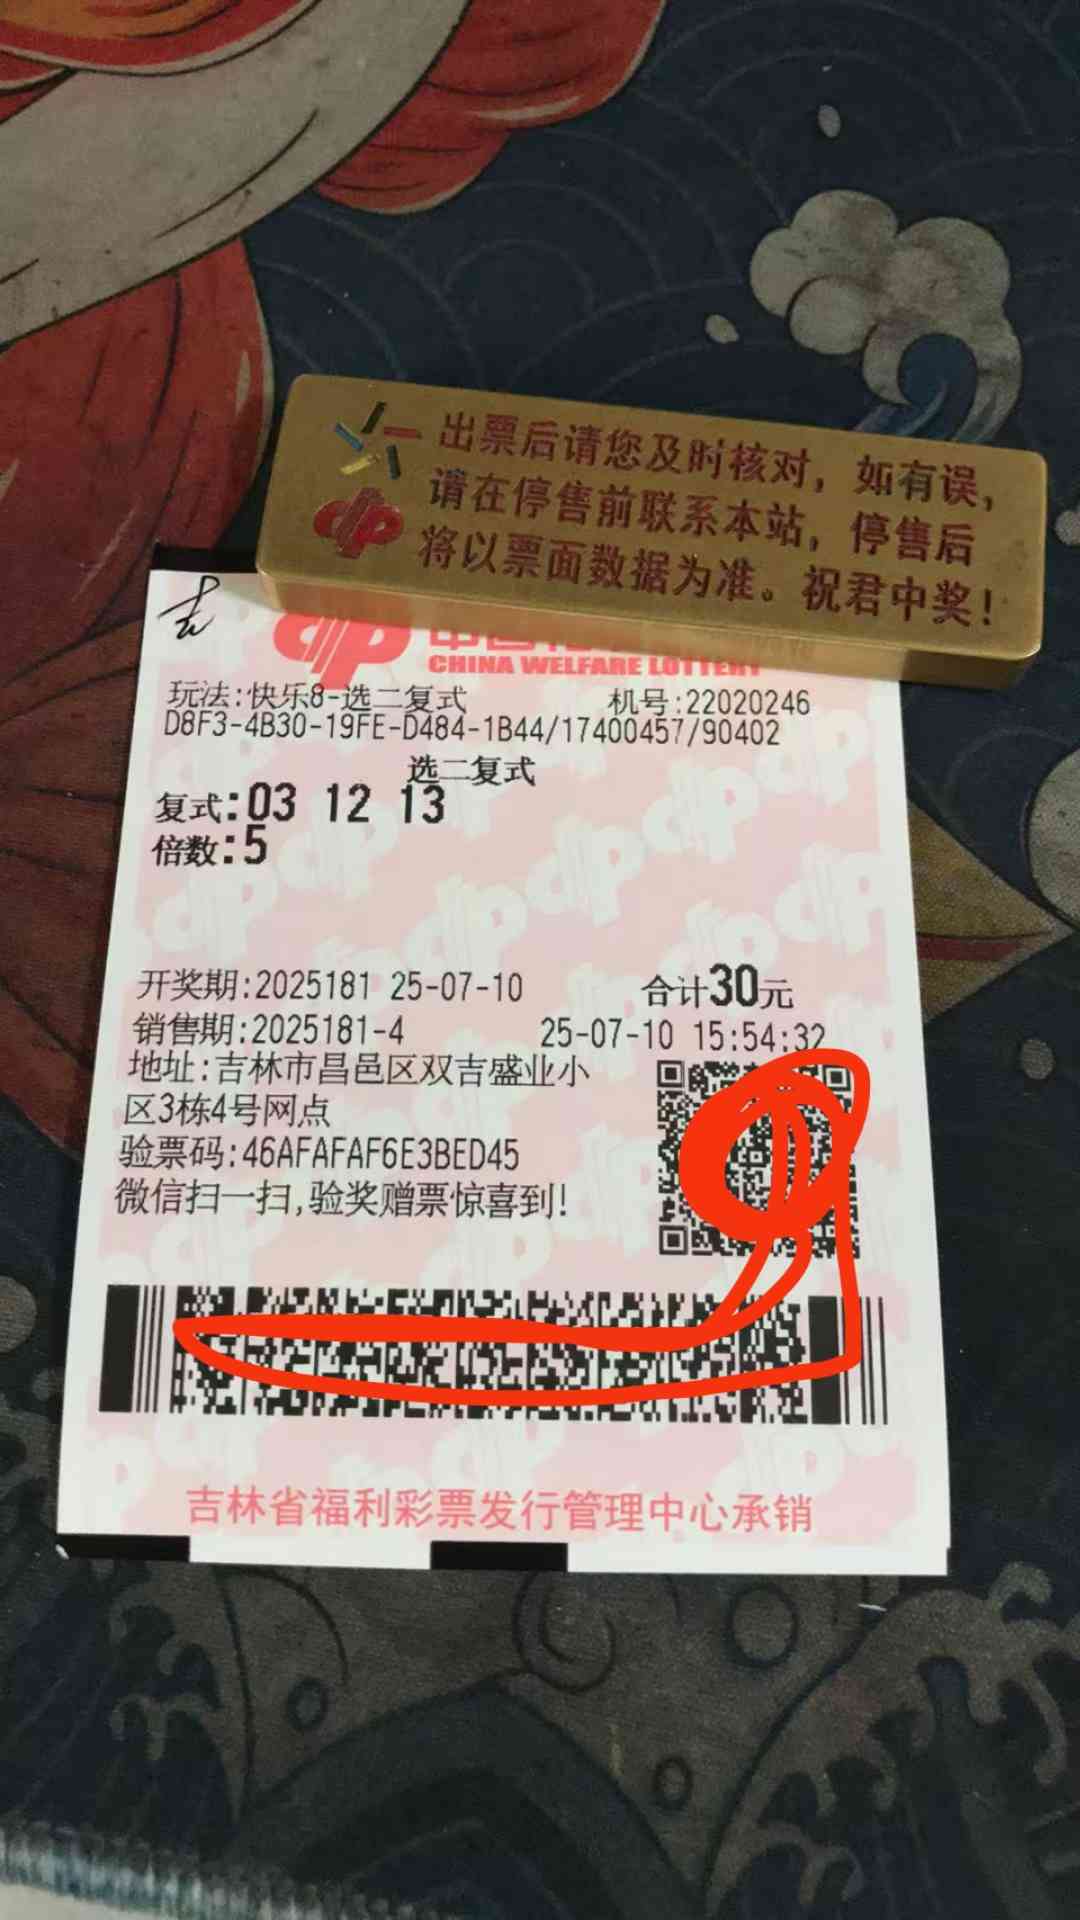 出票后请您及时核对，如有误，
请在停售前联系本站，停售后
将以票面数据为准。祝君中奖！
吉
CHINA WELFARE LOTTERY
玩法:快乐8-选二复式 机号:22020246
D8F3-4B30-19FE-D484-1B44/17400457/90402
选二复式
复式:03 12 13
倍数:5
开奖期:2025181 25-07-10 合计30元
销售期:2025181-4 25-07-10 15:54:32
地址:吉林市昌邑区双吉盛业小
区3栋4号网点
验票码:46AFAFAF6E3BED45
微信扫一扫,验奖赠票惊喜到!
吉林省福利彩票发行管理中心承销